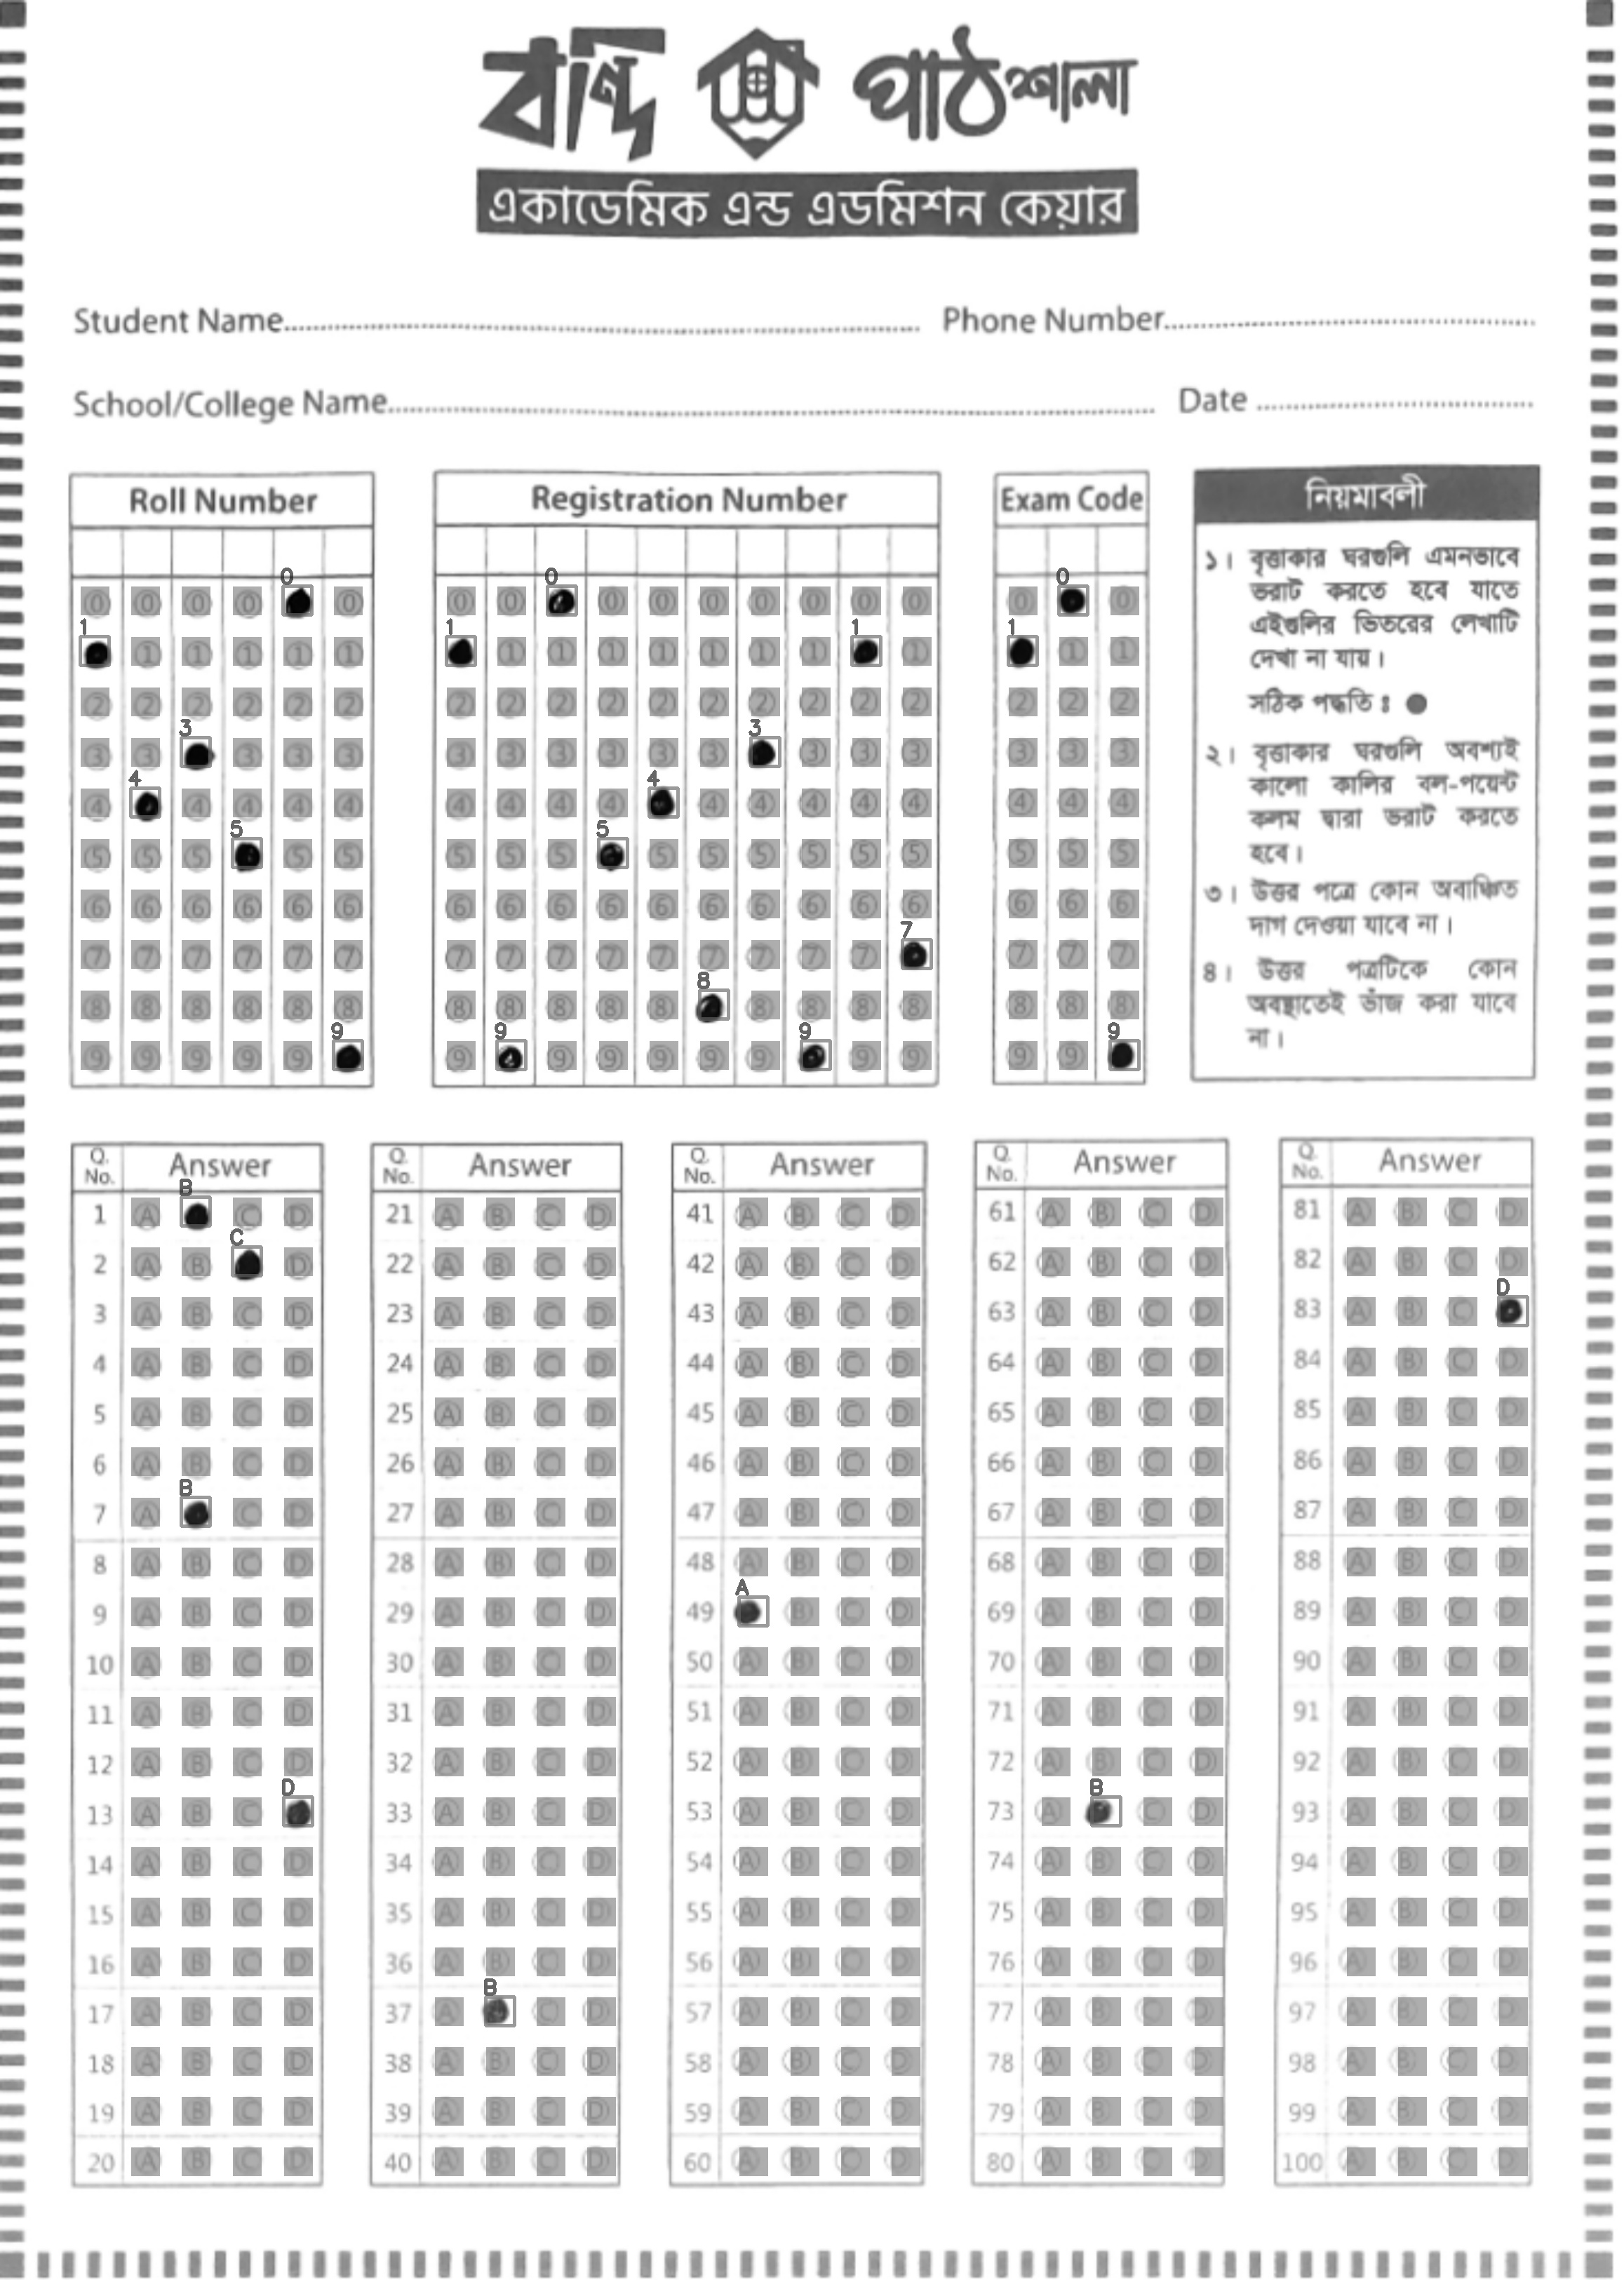 বন্দি পাঠশালা
একাডেমিক এন্ড এডমিশন কেয়ার
Student Name Phone Number
School/College Name Date
Roll Number
0
0 0 0 0 0
1
1 1 1 1 1
2 2 2 2 2 2
3
3 3 3 3 3
4
4 4 4 4 4
5
5 5 5 5 5
6 6 6 6 6 6
7 7 7 7 7 7
8 8 8 8 8 8
9
9 9 9 9 9
Registration Number
0
0 0 0 0 0 0 0 0 0
1 1
1 1 1 1 1 1 1 1
2 2 2 2 2 2 2 2 2 2
3
3 3 3 3 3 3 3 3 3
4
4 4 4 4 4 4 4 4 4
5
5 5 5 5 5 5 5 5 5
6 6 6 6 6 6 6 6 6 6
7
7 7 7 7 7 7 7 7 7
8
8 8 8 8 8 8 8 8 8
9 9
9 9 9 9 9 9 9 9
Exam Code
0
0 0
1
1 1
2 2 2
3 3 3
4 4 4
5 5 5
6 6 6
7 7 7
8 8 8
9
9 9
নিয়মাবলী
১। বৃত্তাকার ঘরগুলি এমনভাবে
ভরাট করতে হবে যাতে
এইগুলির ভিতরের লেখাটি
দেখা না যায়।
সঠিক পদ্ধতি ঃ
২। বৃত্তাকার ঘরগুলি অবশ্যই
কালো কালির বল-পয়েন্ট
কলম দ্বারা ভরাট করতে
হবে।
৩। উত্তর পত্রে কোন অবাঞ্চিত
দাগ দেওয়া যাবে না।
৪। উত্তর পত্রটিকে কোন
অবস্থাতেই ভাঁজ করা যাবে
না।
Q. No. Answer
B
1 A C D
C
2 A B D
3 A B C D
4 A B C D
5 A B C D
6 A B C D
B
7 A C D
8 A B C D
9 A B C D
10 A B C D
11 A B C D
12 A B C D
D
13 A B C
14 A B C D
15 A B C D
16 A B C D
17 A B C D
18 A B C D
19 A B C D
20 A B C D
Q. No. Answer
21 A B C D
22 A B C D
23 A B C D
24 A B C D
25 A B C D
26 A B C D
27 A B C D
28 A B C D
29 A B C D
30 A B C D
31 A B C D
32 A B C D
33 A B C D
34 A B C D
35 A B C D
36 A B C D
B
37 A C D
38 A B C D
39 A B C D
40 A B C D
Q. No. Answer
41 A B C D
42 A B C D
43 A B C D
44 A B C D
45 A B C D
46 A B C D
47 A B C D
48 A B C D
A
49 B C D
50 A B C D
51 A B C D
52 A B C D
53 A B C D
54 A B C D
55 A B C D
56 A B C D
57 A B C D
58 A B C D
59 A B C D
60 A B C D
Q. No. Answer
61 A B C D
62 A B C D
63 A B C D
64 A B C D
65 A B C D
66 A B C D
67 A B C D
68 A B C D
69 A B C D
70 A B C D
71 A B C D
72 A B C D
B
73 A C D
74 A B C D
75 A B C D
76 A B C D
77 A B C D
78 A B C D
79 A B C D
80 A B C D
Q. No. Answer
81 A B C D
82 A B C D
D
83 A B C
84 A B C D
85 A B C D
86 A B C D
87 A B C D
88 A B C D
89 A B C D
90 A B C D
91 A B C D
92 A B C D
93 A B C D
94 A B C D
95 A B C D
96 A B C D
97 A B C D
98 A B C D
99 A B C D
100 A B C D